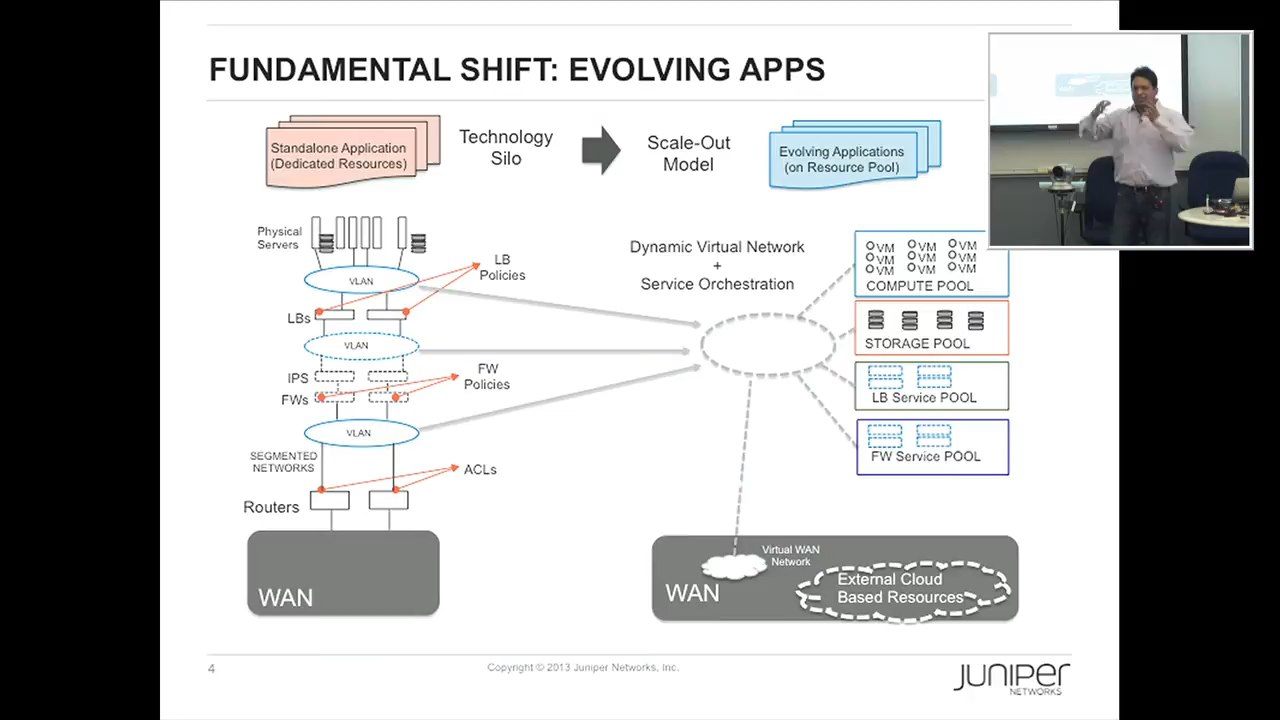 FUNDAMENTAL SHIFT: EVOLVING APPS
Standalone Application
(Dedicated Resources)
Technology
Silo
Scale-Out
Model
Evolving Applications
(on Resource Pool)
Physical
Servers
VLAN
LB
Policies
LBs
VLAN
IPS
FWs
FW
Policies
VLAN
SEGMENTED
NETWORKS
ACLs
Routers
WAN
Dynamic Virtual Network
+
Service Orchestration
VM VM VM
VM VM VM
VM VM VM
COMPUTE POOL
STORAGE POOL
LB Service POOL
FW Service POOL
Virtual WAN
Network
WAN
External Cloud
Based Resources
4
Copyright © 2013 Juniper Networks, Inc.
JUNIPER
NETWORKS
WAN